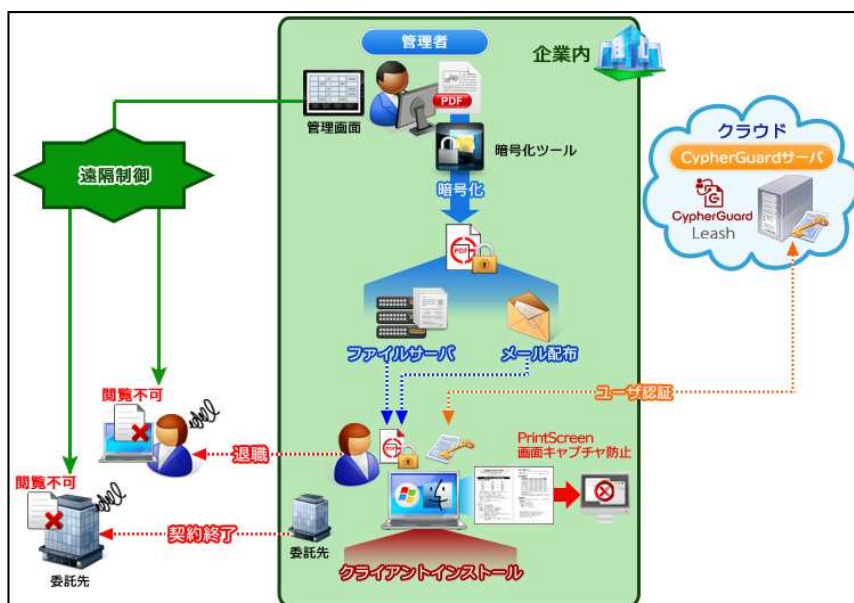 管理者
企業内
PDF
管理画面
暗号化ツール
クラウド
CypherGuardサーバ
CypherGuard
Leash
遠隔制御
暗号化
PDF
ファイルサーバ
メール配布
ユーザ認証
閲覧不可
退職
PDF
PrintScreen
画面キャプチャ防止
閲覧不可
契約終了
委託先
委託先
クライアントインストール